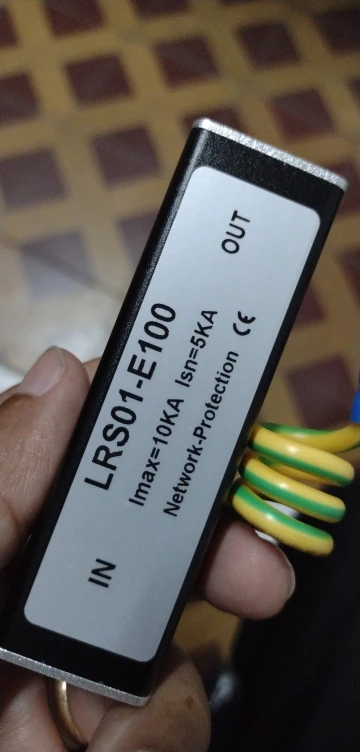 OUT
LRS01-E100
Imax=10KA Isn=5KA
Network-Protection CE
IN